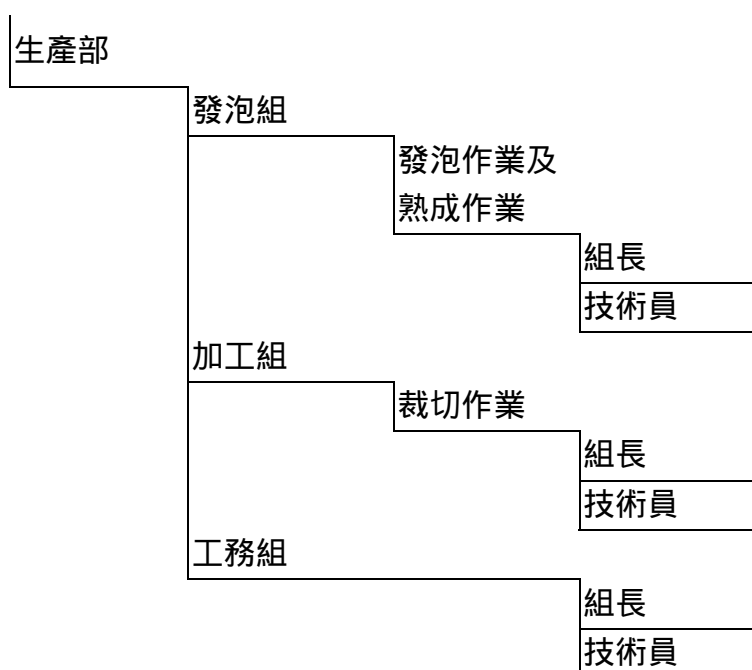 生產部
發泡組
發泡作業及
熟成作業
組長
技術員
加工組
裁切作業
組長
技術員
工務組
組長
技術員